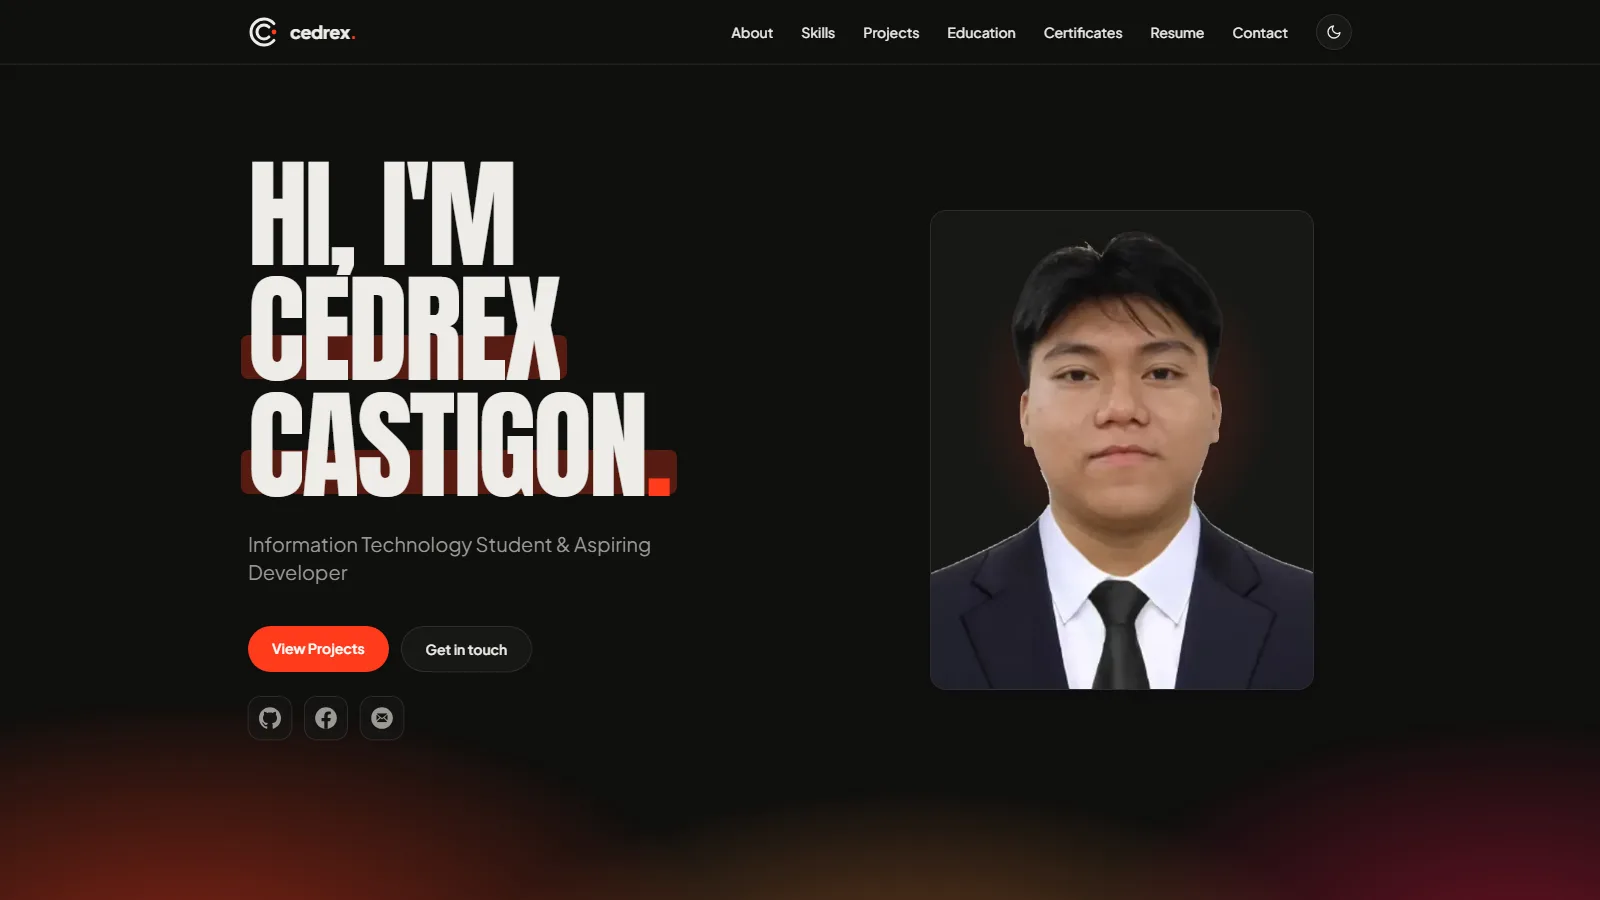 cedrex.
About
Skills
Projects
Education
Certificates
Resume
Contact
HI, I'M
CEDREX
CASTIGON.
Information Technology Student & Aspiring
Developer
View Projects
Get in touch